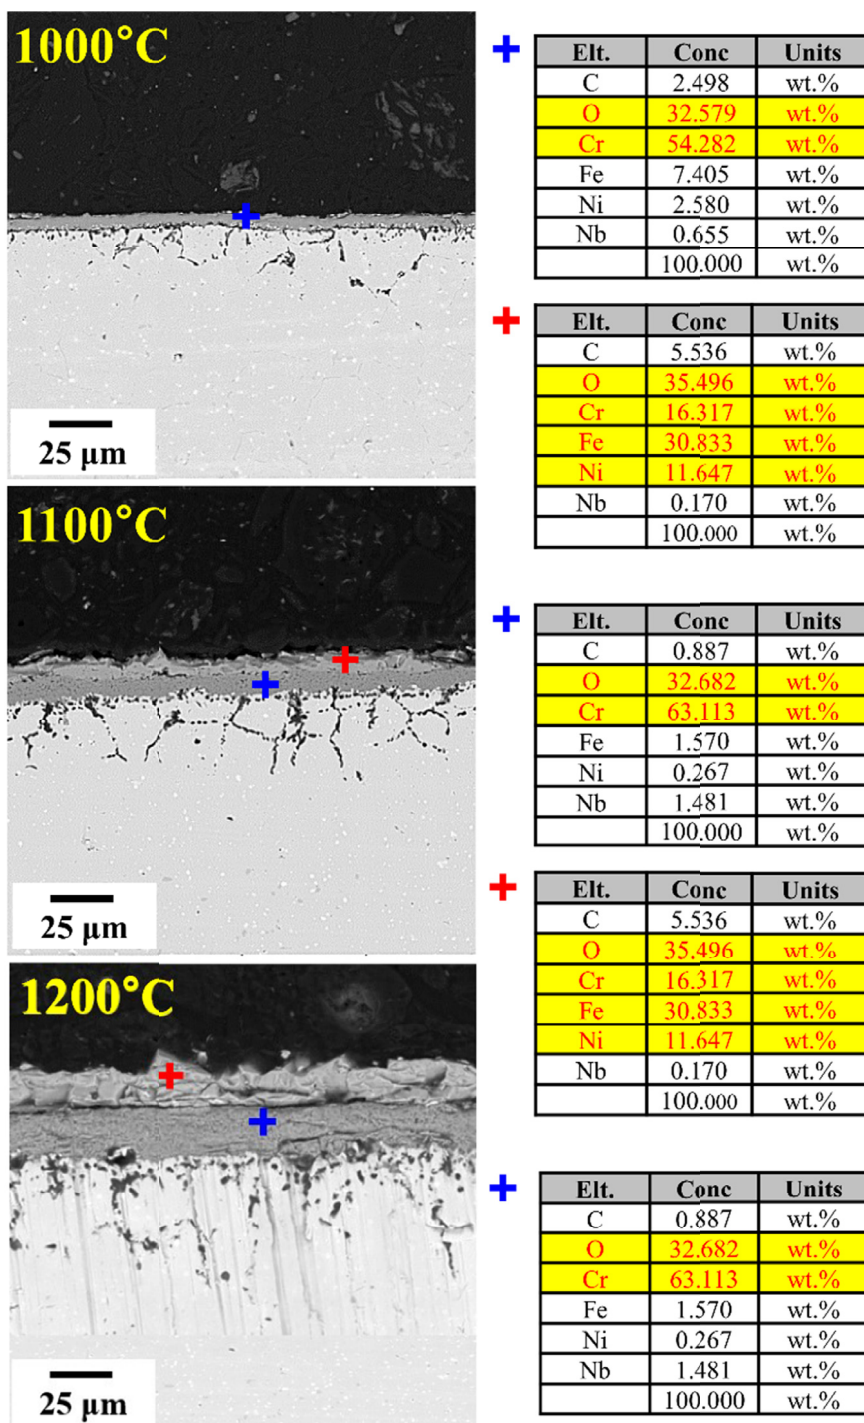 1000°C
25 µm
Elt. Conc Units
C 2.498 wt.%
O 32.579 wt.%
Cr 54.282 wt.%
Fe 7.405 wt.%
Ni 2.580 wt.%
Nb 0.655 wt.%
100.000 wt.%
Elt. Conc Units
C 5.536 wt.%
O 35.496 wt.%
Cr 16.317 wt.%
Fe 30.833 wt.%
Ni 11.647 wt.%
Nb 0.170 wt.%
100.000 wt.%
1100°C
25 µm
Elt. Conc Units
C 0.887 wt.%
O 32.682 wt.%
Cr 63.113 wt.%
Fe 1.570 wt.%
Ni 0.267 wt.%
Nb 1.481 wt.%
100.000 wt.%
Elt. Conc Units
C 5.536 wt.%
O 35.496 wt.%
Cr 16.317 wt.%
Fe 30.833 wt.%
Ni 11.647 wt.%
Nb 0.170 wt.%
100.000 wt.%
1200°C
25 µm
Elt. Conc Units
C 0.887 wt.%
O 32.682 wt.%
Cr 63.113 wt.%
Fe 1.570 wt.%
Ni 0.267 wt.%
Nb 1.481 wt.%
100.000 wt.%